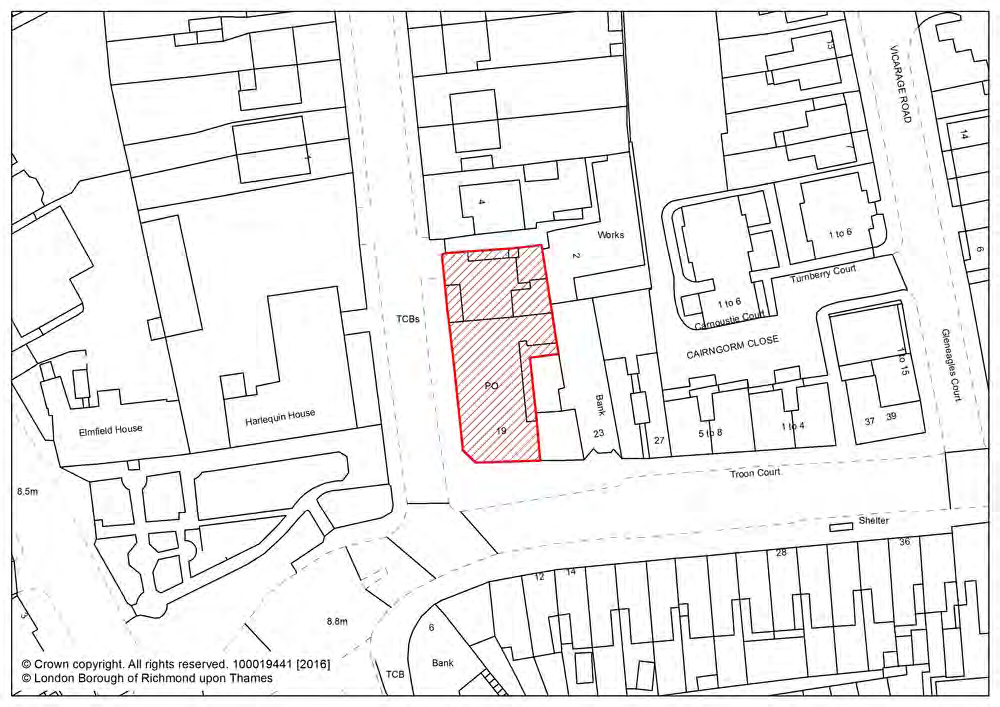 13
VICARAGE ROAD
14
1
7
4
1 to 6
Works
2
6
Turnberry Court
1 to 6
TCBs
Carnoustie Court
CAIRNGORM CLOSE
1 to 15
Gleneagles Court
PO
Bank
Harlequin House
37 39
Elmfield House
19
23
27
5 to 8
1 to 4
Troon Court
8.5m
Shelter
36
28
12
14
3
8.8m
6
Bank
TCB
© Crown copyright. All rights reserved. 100019441 [2016]
© London Borough of Richmond upon Thames